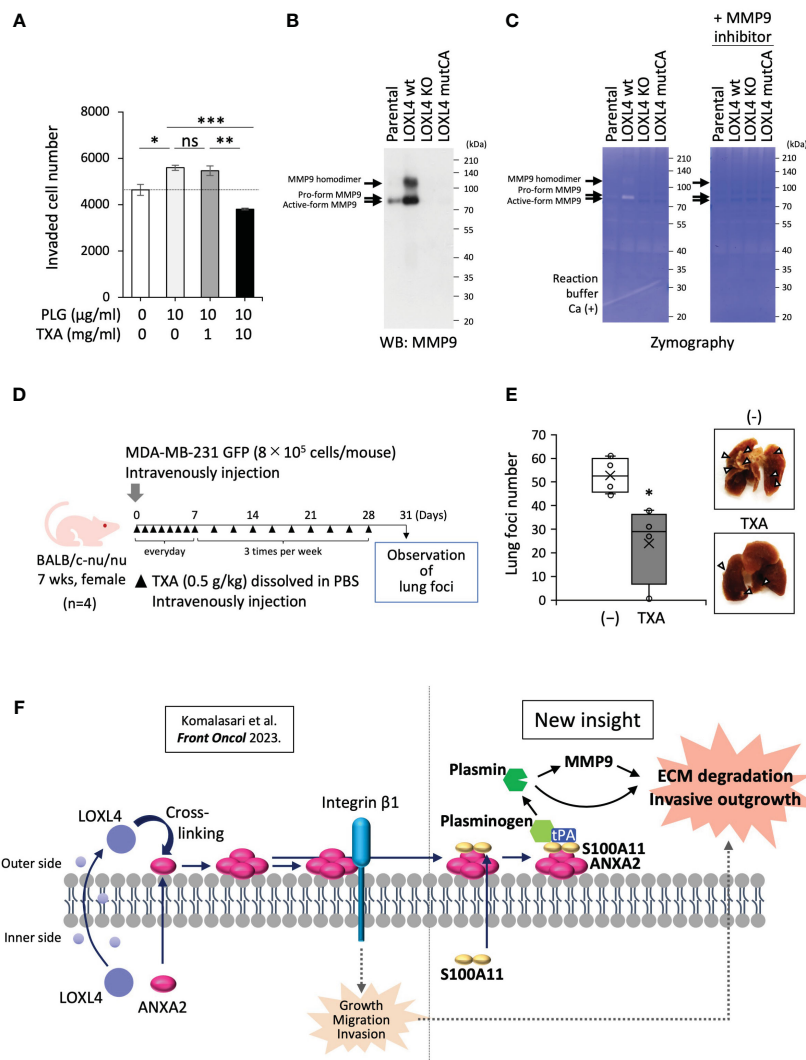 A
8000
6000
4000
2000
0
Invaded cell number
***
* ns **
PLG (µg/ml) 0 10 10 10
TXA (mg/ml) 0 0 1 10
B
Parental
LOXL4 wt
LOXL4 KO
LOXL4 mutCA
(kDa)
MMP9 homodimer
Pro-form MMP9
Active-form MMP9
210
140
100
70
55
40
35
30
20
WB: MMP9
C
+ MMP9
inhibitor
Parental
LOXL4 wt
LOXL4 KO
LOXL4 mutCA
Parental
LOXL4 wt
LOXL4 KO
LOXL4 mutCA
(kDa)
(kDa)
MMP9 homodimer
Pro-form MMP9
Active-form MMP9
210
140
100
70
55
40
35
30
20
210
140
100
70
55
40
35
30
20
Reaction
buffer
Ca (+)
Zymography
D
MDA-MB-231 GFP (8 × 10⁵ cells/mouse)
Intravenously injection
0 7 14 21 28 31 (Days)
everyday 3 times per week
BALB/c-nu/nu
7 wks, female
(n=4)
▲ TXA (0.5 g/kg) dissolved in PBS
Intravenously injection
Observation
of
lung foci
E
70
60
50
40
30
20
10
0
Lung foci number
*
(−) TXA
(-)
TXA
F
Komalasari et al.
Front Oncol 2023.
New insight
LOXL4
Cross-
linking
Integrin β1
Plasmin
MMP9
Plasminogen
tPA
S100A11
ANXA2
ECM degradation
Invasive outgrowth
Outer side
Inner side
LOXL4
ANXA2
S100A11
Growth
Migration
Invasion